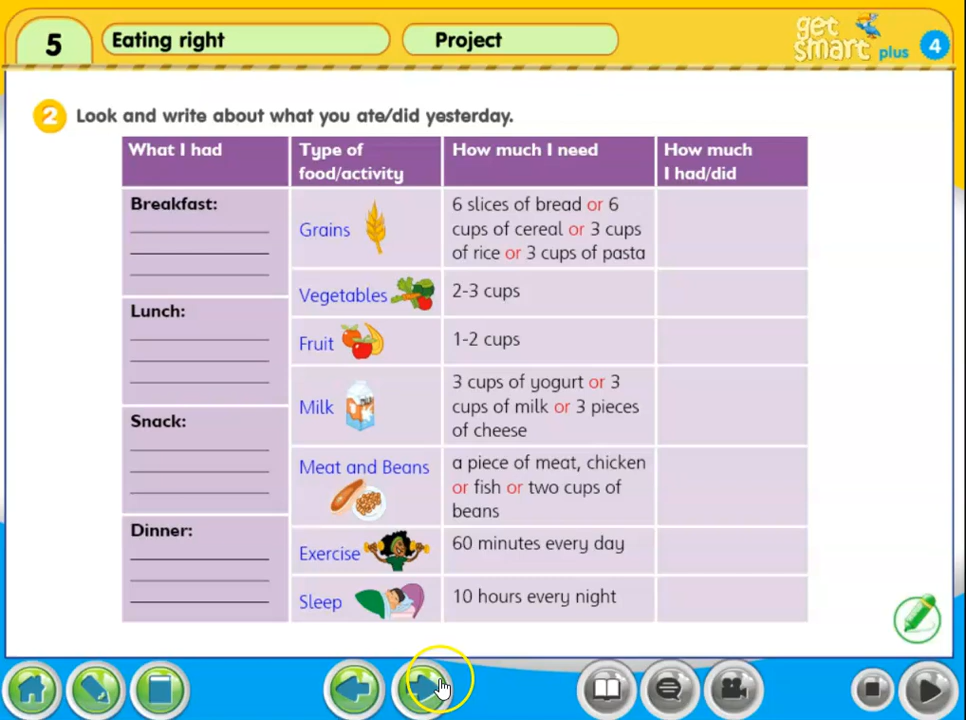 5
Eating right
Project
get
smart plus 4
2 Look and write about what you ate/did yesterday.
What I had
Type of
food/activity
How much I need
How much
I had/did
Breakfast:
Lunch:
Snack:
Dinner:
Grains
6 slices of bread or 6
cups of cereal or 3 cups
of rice or 3 cups of pasta
Vegetables
2-3 cups
Fruit
1-2 cups
Milk
3 cups of yogurt or 3
cups of milk or 3 pieces
of cheese
Meat and Beans
a piece of meat, chicken
or fish or two cups of
beans
Exercise
60 minutes every day
Sleep
10 hours every night